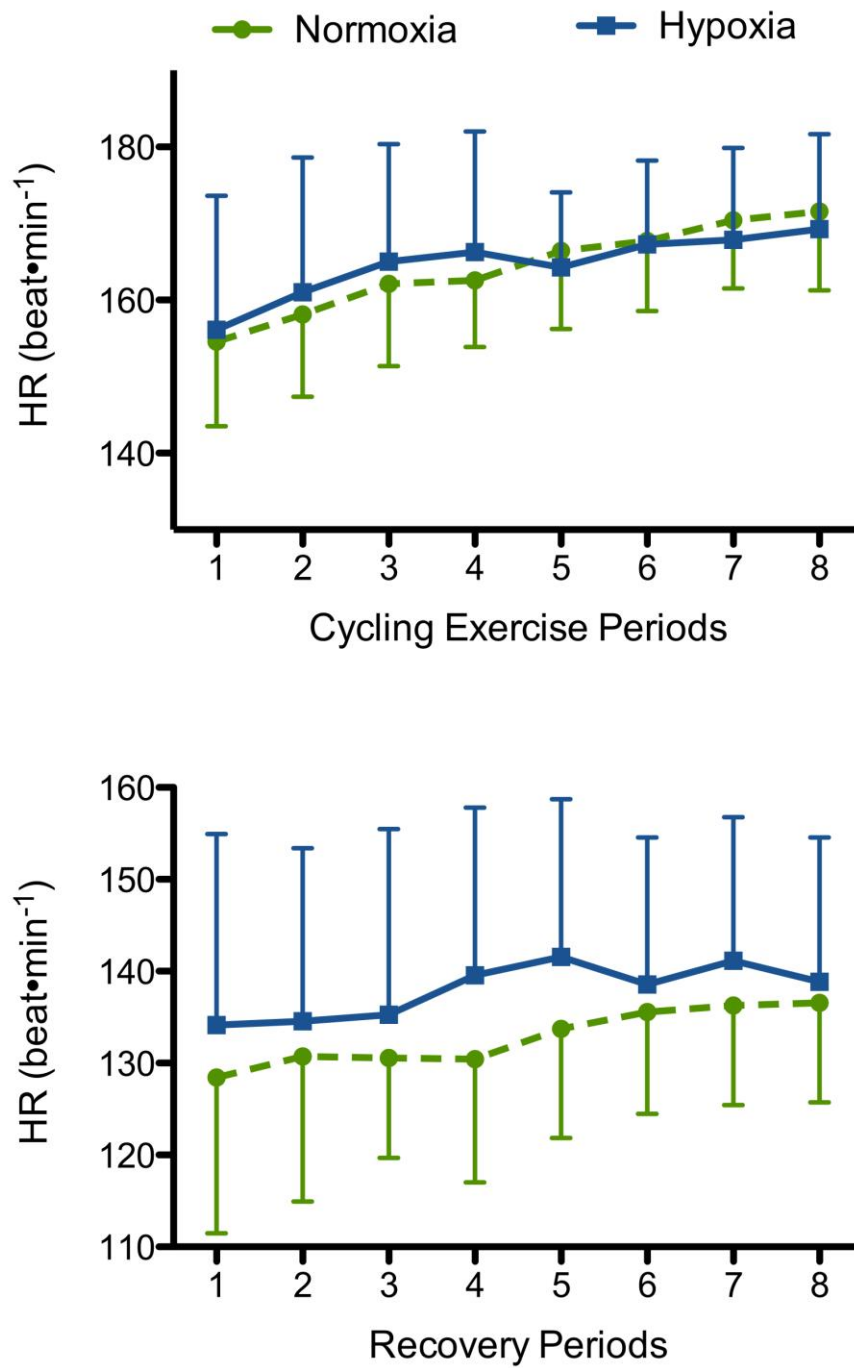 Normoxia Hypoxia
HR (beat•min-1)
180
160
140
1 2 3 4 5 6 7 8
Cycling Exercise Periods
HR (beat•min-1)
160
150
140
130
120
110
1 2 3 4 5 6 7 8
Recovery Periods